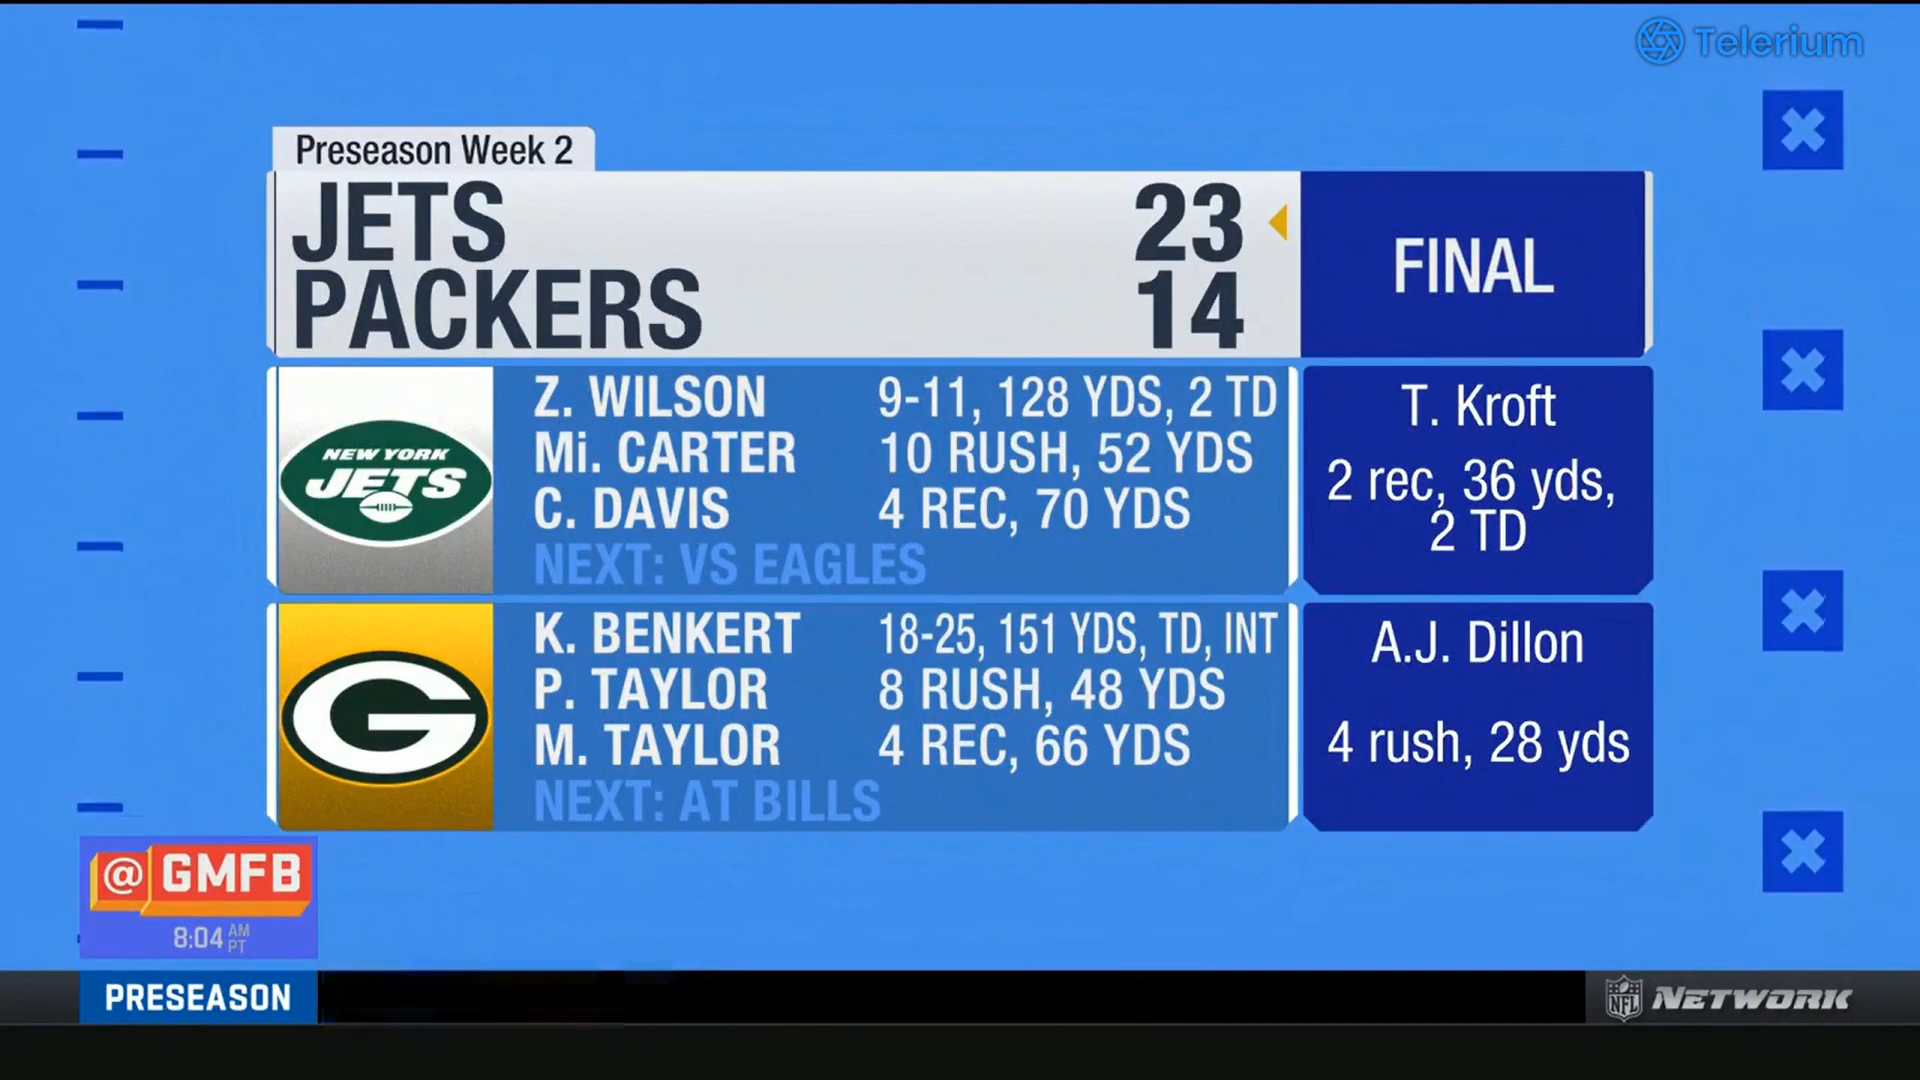 Telerium
Preseason Week 2
JETS 23
PACKERS 14
FINAL
NEW YORK
JETS
Z. WILSON 9-11, 128 YDS, 2 TD
Mi. CARTER 10 RUSH, 52 YDS
C. DAVIS 4 REC, 70 YDS
NEXT: VS EAGLES
T. Kroft
2 rec, 36 yds,
2 TD
G
K. BENKERT 18-25, 151 YDS, TD, INT
P. TAYLOR 8 RUSH, 48 YDS
M. TAYLOR 4 REC, 66 YDS
NEXT: AT BILLS
A.J. Dillon
4 rush, 28 yds
@GMFB
8:04 AM PT
PRESEASON
NFL NETWORK